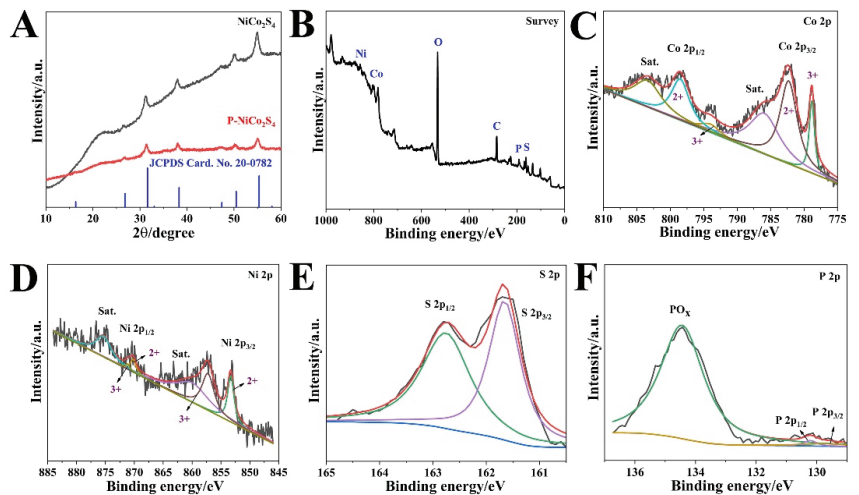 A
NiCo₂S₄
P-NiCo₂S₄
JCPDS Card. No. 20-0782
Intensity/a.u.
10 20 30 40 50 60
2θ/degree
B
Survey
Ni
Co
O
C
P S
Intensity/a.u.
1000 800 600 400 200 0
Binding energy/eV
C
Co 2p
Sat.
Co 2p1/2
2+
3+
Sat.
Co 2p3/2
2+
3+
Intensity/a.u.
810 805 800 795 790 785 780 775
Binding energy/eV
D
Ni 2p
Sat.
Ni 2p1/2
2+
3+
Sat.
3+
Ni 2p3/2
2+
Intensity/a.u.
885 880 875 870 865 860 855 850 845
Binding energy/eV
E
S 2p
S 2p1/2
S 2p3/2
Intensity/a.u.
165 164 163 162 161
Binding energy/eV
F
P 2p
POx
P 2p1/2
P 2p3/2
Intensity/a.u.
136 134 132 130
Binding energy/eV